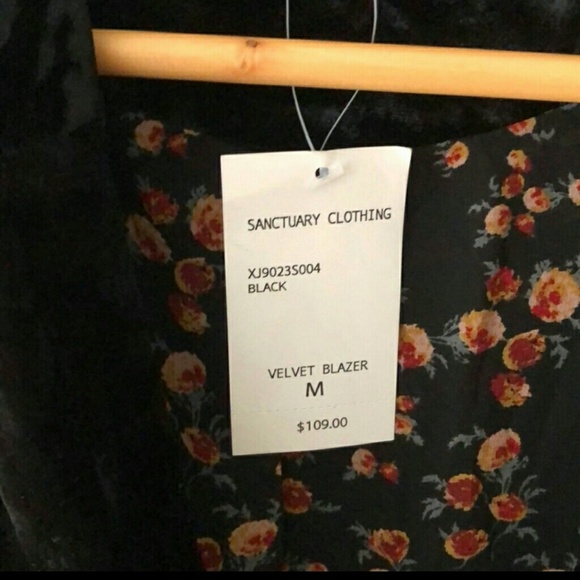 SANCTUARY CLOTHING
XJ9023S004
BLACK
VELVET BLAZER
M
$109.00